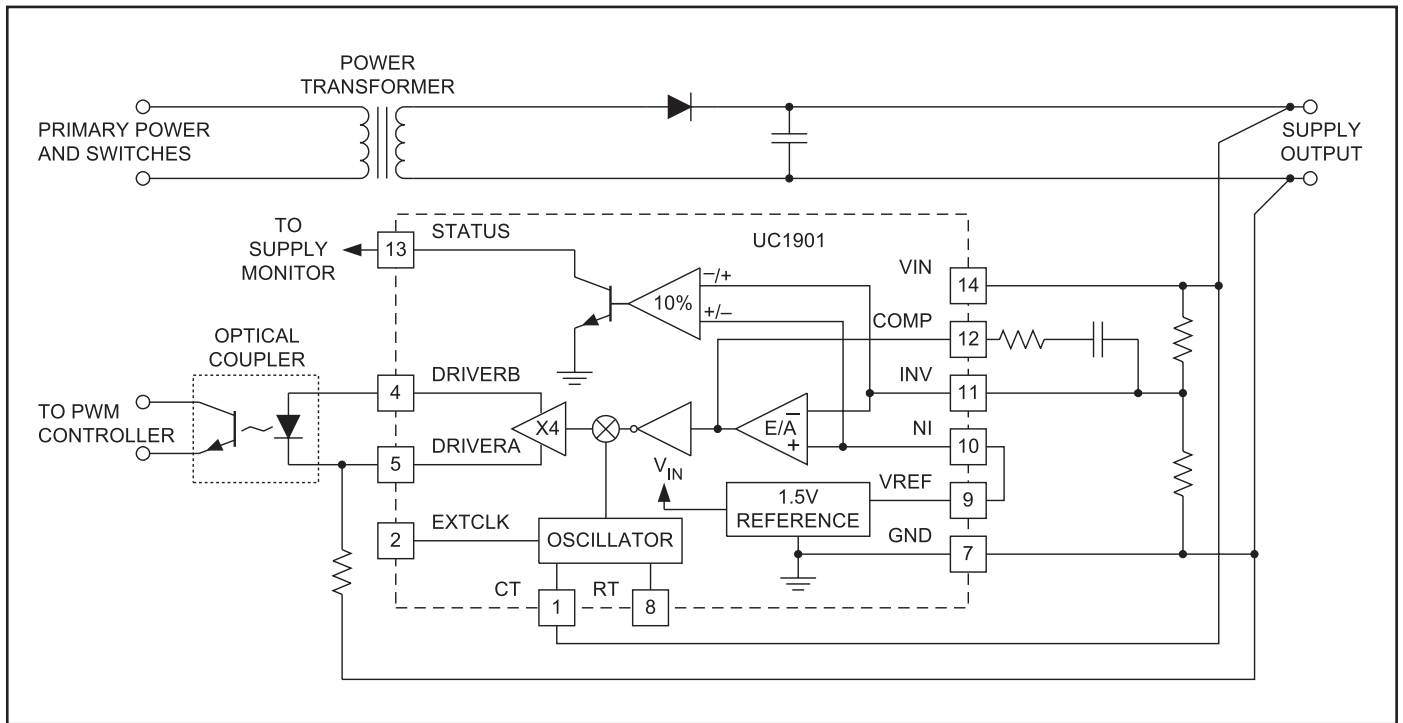 POWER
TRANSFORMER
PRIMARY POWER
AND SWITCHES
SUPPLY
OUTPUT
TO
SUPPLY
MONITOR
13
STATUS
UC1901
VIN
14
10%
–/+
+/–
COMP
12
OPTICAL
COUPLER
4
DRIVERB
INV
11
TO PWM
CONTROLLER
X4
E/A
–
+
NI
10
5
DRIVERA
VIN
1.5V
REFERENCE
VREF
9
2
EXTCLK
OSCILLATOR
GND
7
CT
1
RT
8